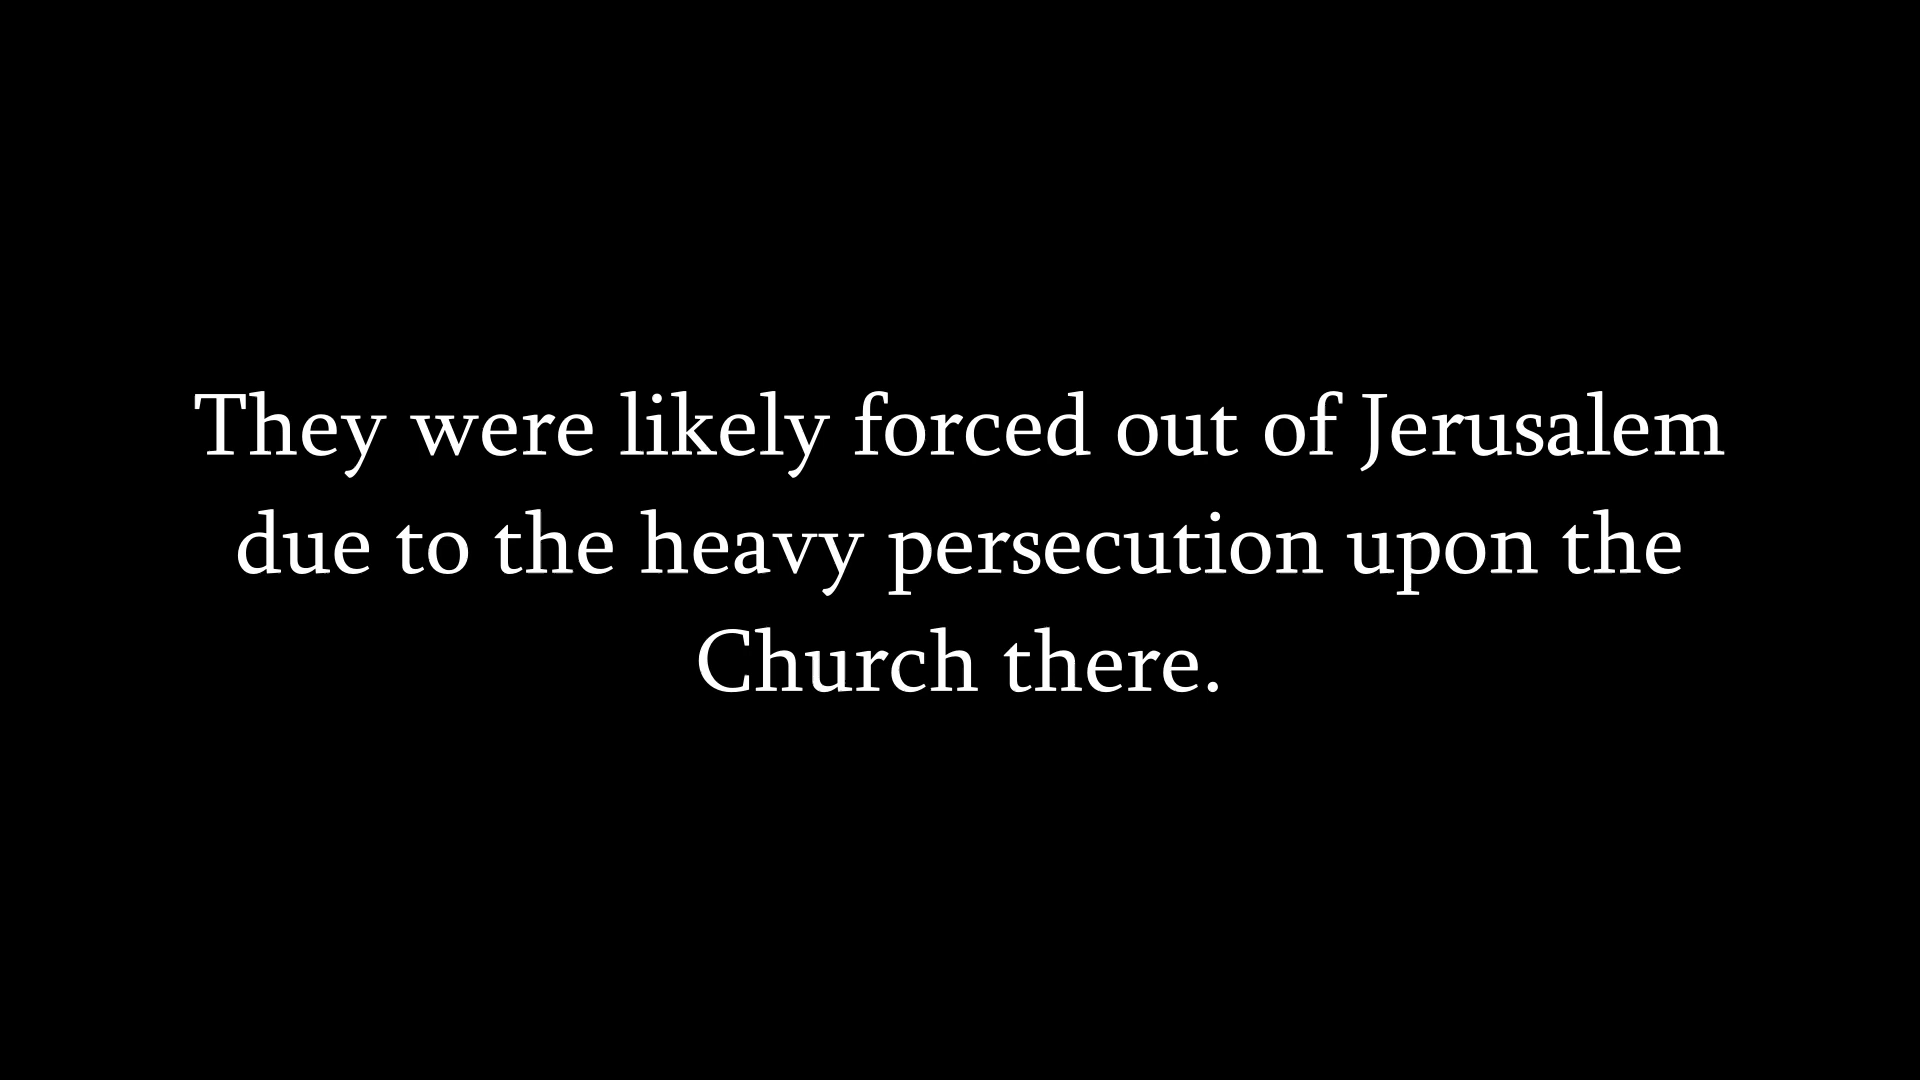 They were likely forced out of Jerusalem
due to the heavy persecution upon the
Church there.